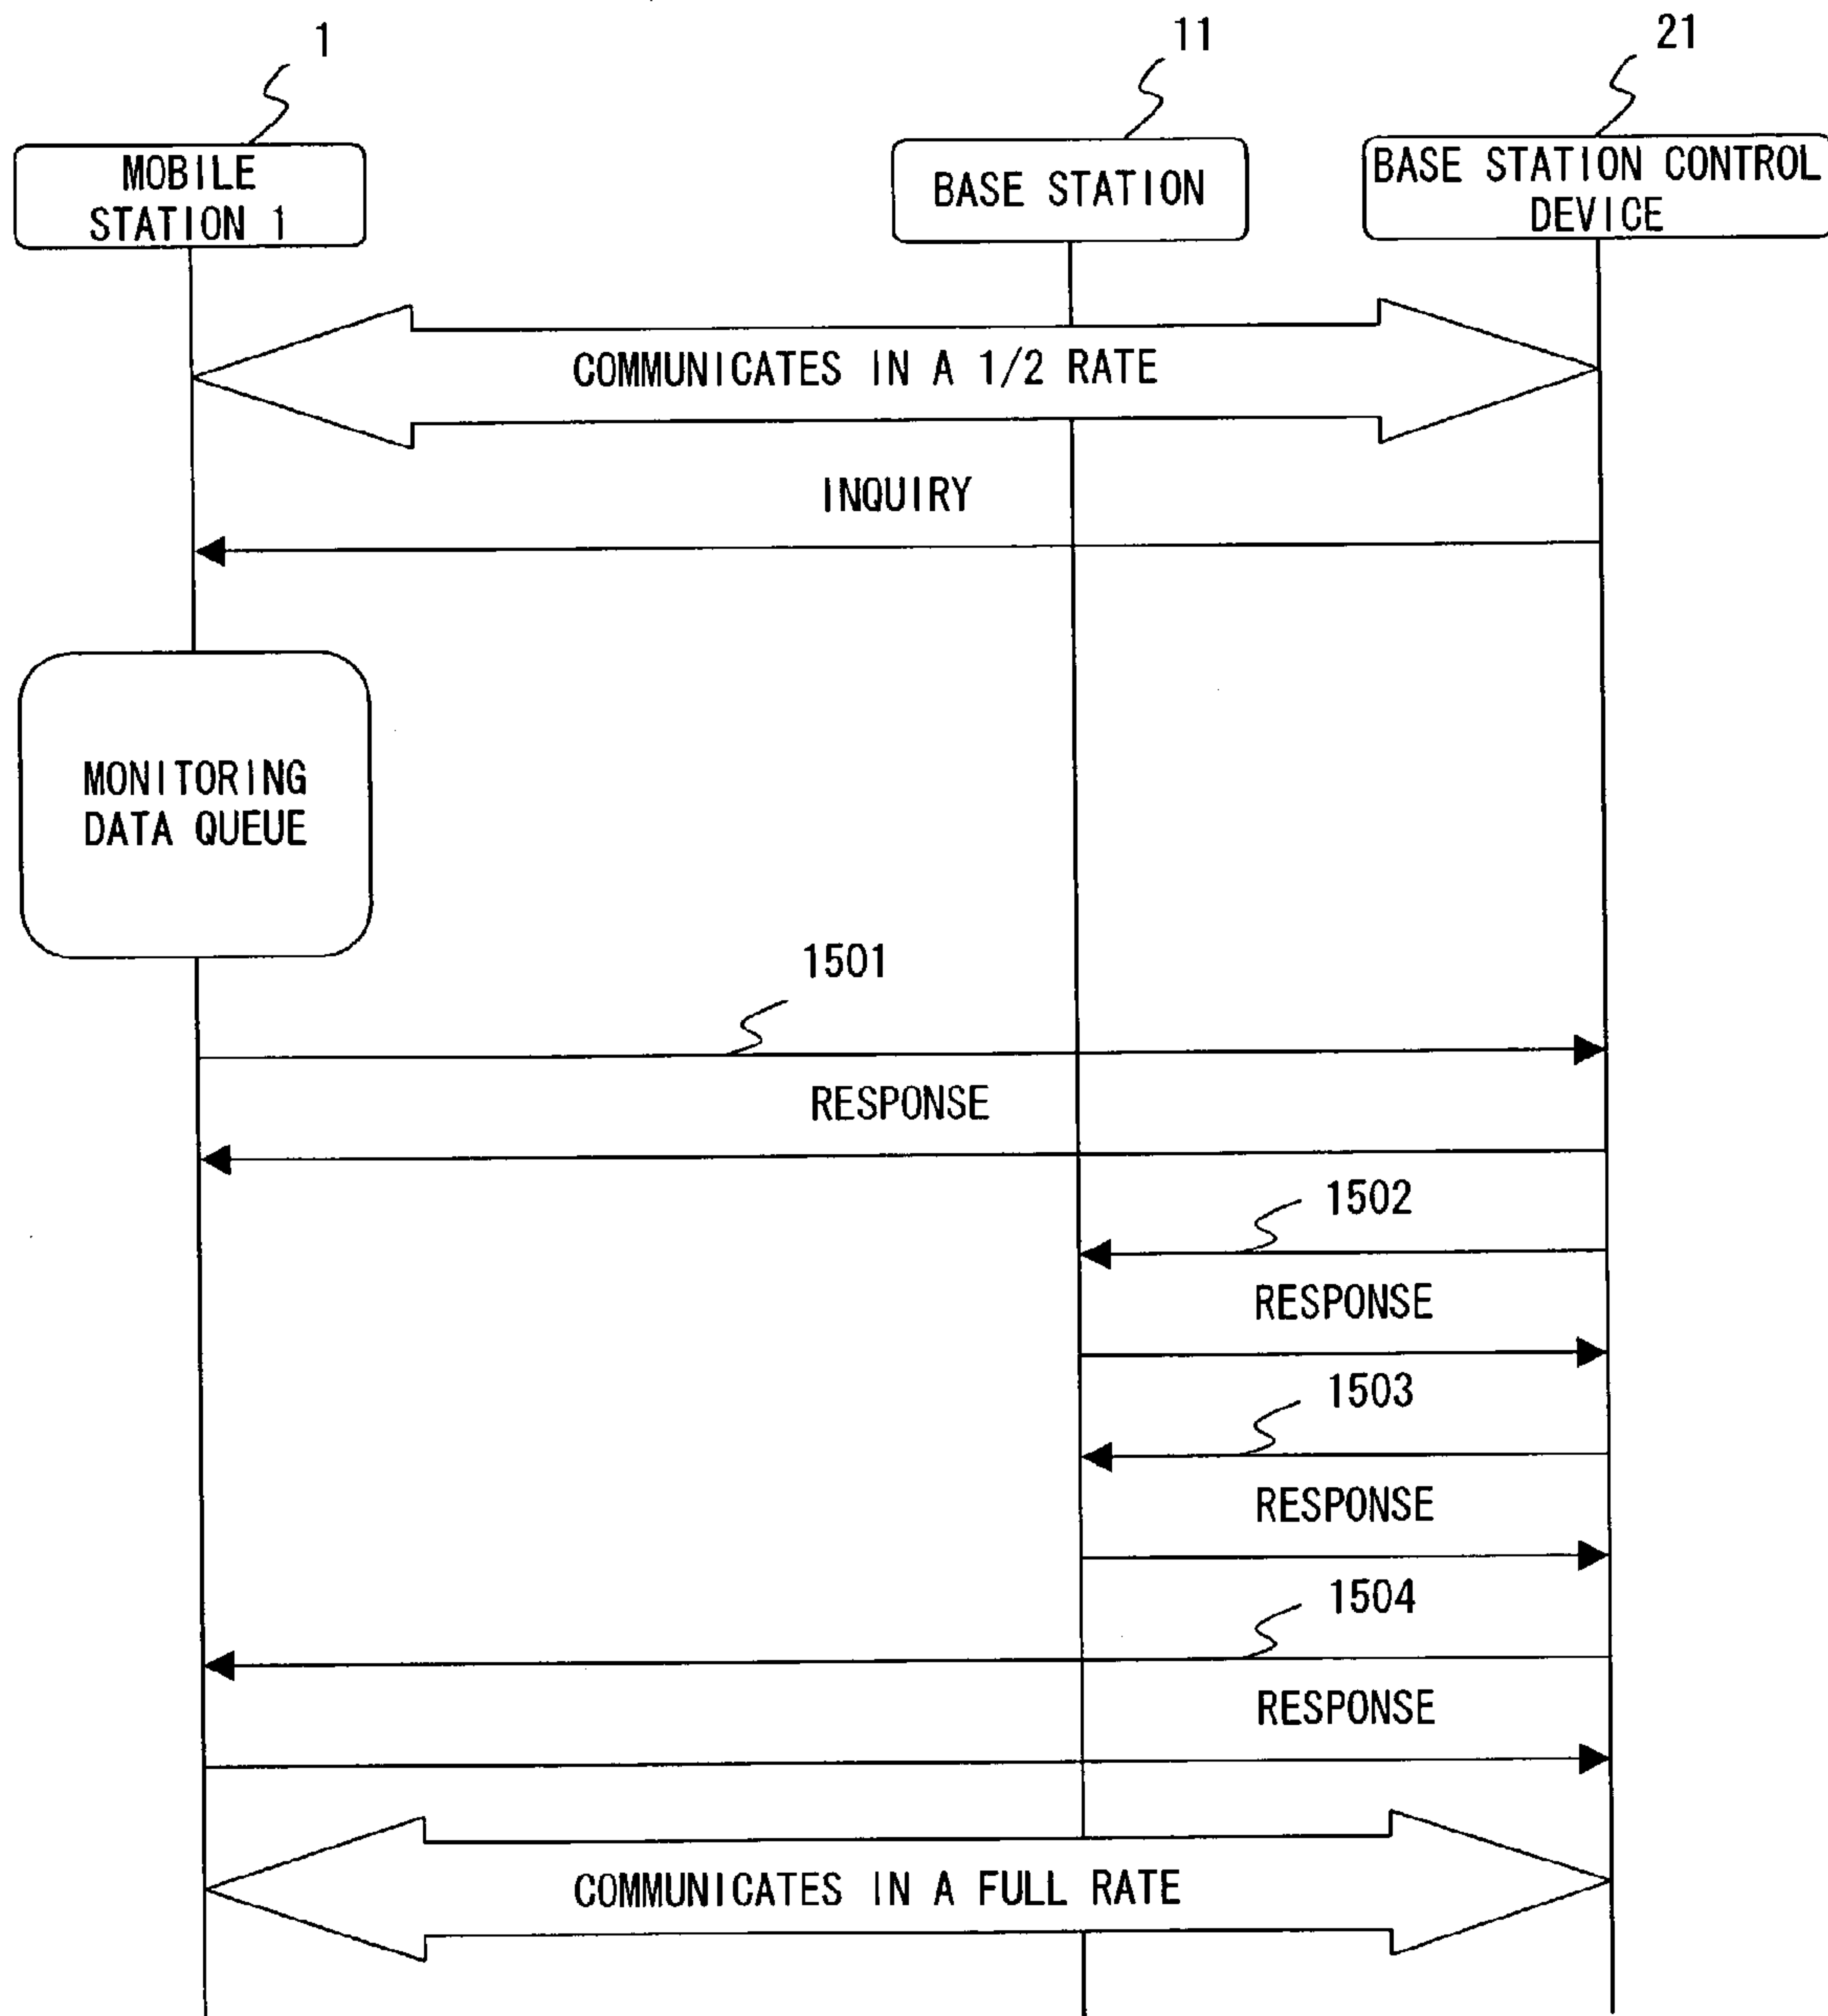 1
11
21
MOBILE
STATION 1
BASE STATION
BASE STATION CONTROL
DEVICE
COMMUNICATES IN A 1/2 RATE
INQUIRY
MONITORING
DATA QUEUE
1501
RESPONSE
1502
RESPONSE
1503
RESPONSE
1504
RESPONSE
COMMUNICATES IN A FULL RATE